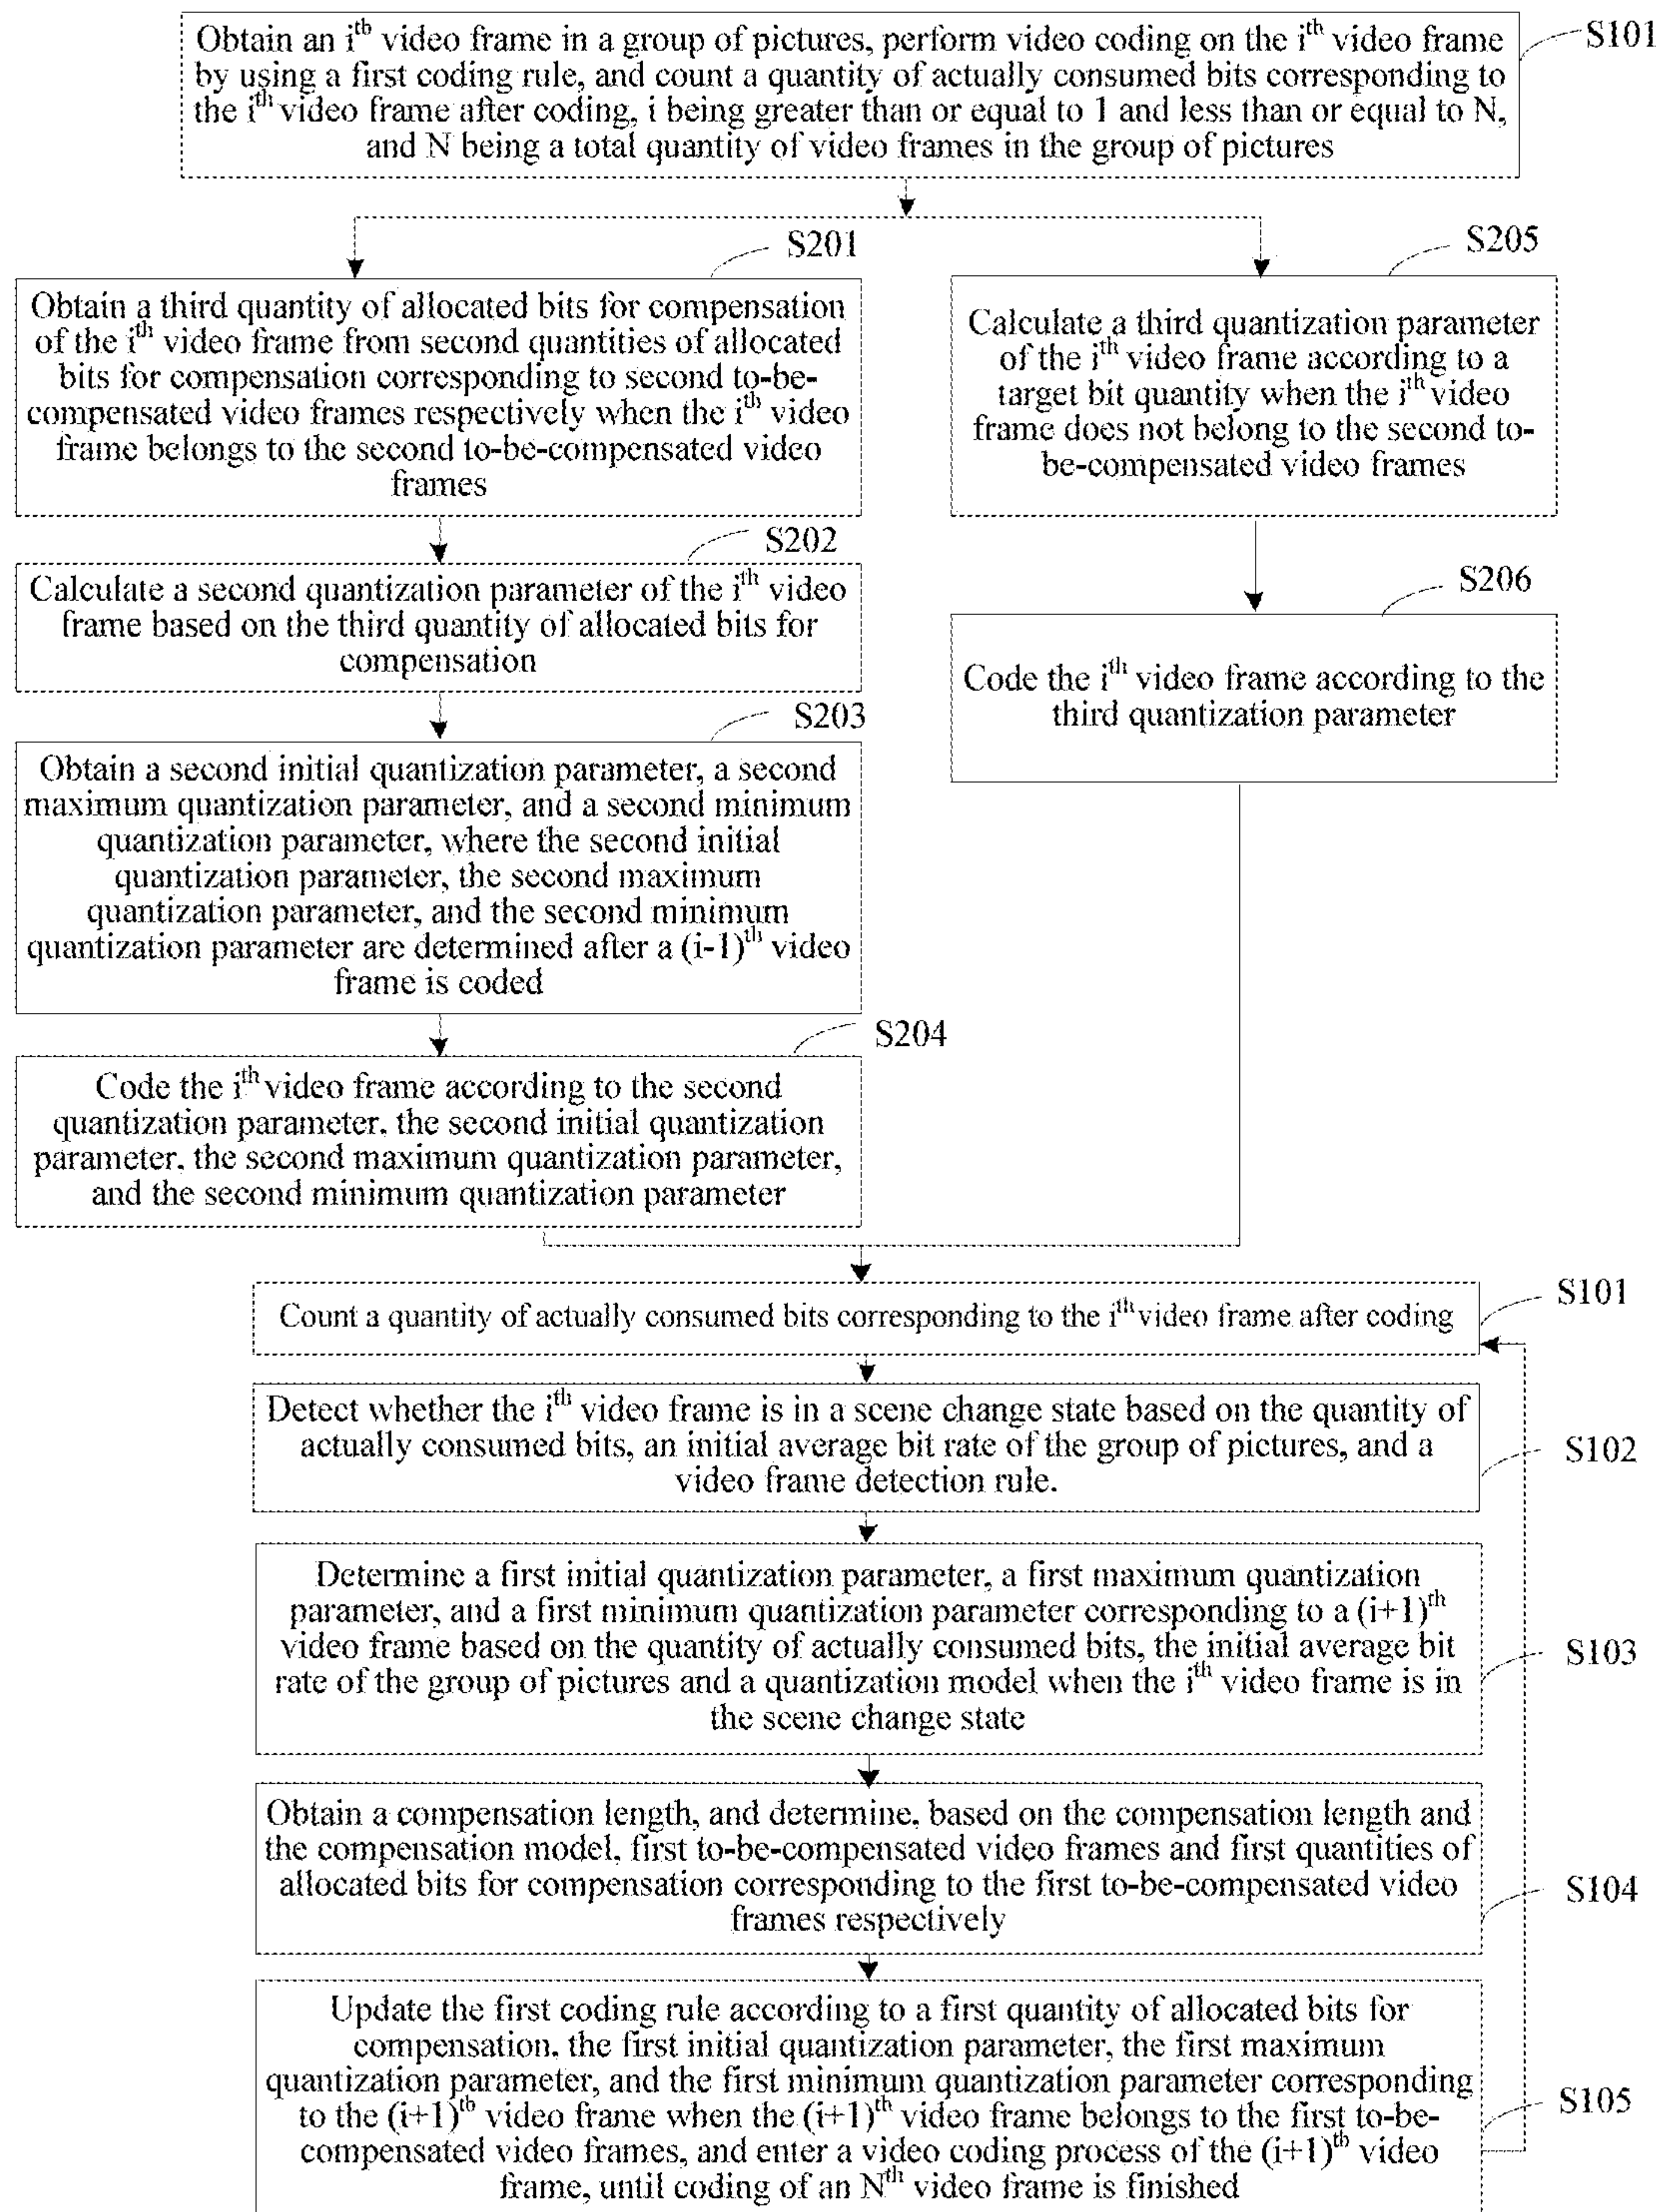 Obtain an iᵗʰ video frame in a group of pictures, perform video coding on the iᵗʰ video frame
by using a first coding rule, and count a quantity of actually consumed bits corresponding to
the iᵗʰ video frame after coding, i being greater than or equal to 1 and less than or equal to N,
and N being a total quantity of video frames in the group of pictures
S101
S201
Obtain a third quantity of allocated bits for compensation
of the iᵗʰ video frame from second quantities of allocated
bits for compensation corresponding to second to-be-
compensated video frames respectively when the iᵗʰ video
frame belongs to the second to-be-compensated video
frames
S205
Calculate a third quantization parameter
of the iᵗʰ video frame according to a
target bit quantity when the iᵗʰ video
frame does not belong to the second to-
be-compensated video frames
S202
Calculate a second quantization parameter of the iᵗʰ video
frame based on the third quantity of allocated bits for
compensation
S206
Code the iᵗʰ video frame according to the
third quantization parameter
S203
Obtain a second initial quantization parameter, a second
maximum quantization parameter, and a second minimum
quantization parameter, where the second initial
quantization parameter, the second maximum
quantization parameter, and the second minimum
quantization parameter are determined after a (i-1)ᵗʰ video
frame is coded
S204
Code the iᵗʰ video frame according to the second
quantization parameter, the second initial quantization
parameter, the second maximum quantization parameter,
and the second minimum quantization parameter
Count a quantity of actually consumed bits corresponding to the iᵗʰ video frame after coding
S101
Detect whether the iᵗʰ video frame is in a scene change state based on the quantity of
actually consumed bits, an initial average bit rate of the group of pictures, and a
video frame detection rule.
S102
Determine a first initial quantization parameter, a first maximum quantization
parameter, and a first minimum quantization parameter corresponding to a (i+1)ᵗʰ
video frame based on the quantity of actually consumed bits, the initial average bit
rate of the group of pictures and a quantization model when the iᵗʰ video frame is in
the scene change state
S103
Obtain a compensation length, and determine, based on the compensation length and
the compensation model, first to-be-compensated video frames and first quantities of
allocated bits for compensation corresponding to the first to-be-compensated video
frames respectively
S104
Update the first coding rule according to a first quantity of allocated bits for
compensation, the first initial quantization parameter, the first maximum
quantization parameter, and the first minimum quantization parameter corresponding
to the (i+1)ᵗʰ video frame when the (i+1)ᵗʰ video frame belongs to the first to-be-
compensated video frames, and enter a video coding process of the (i+1)ᵗʰ video
frame, until coding of an Nᵗʰ video frame is finished
S105